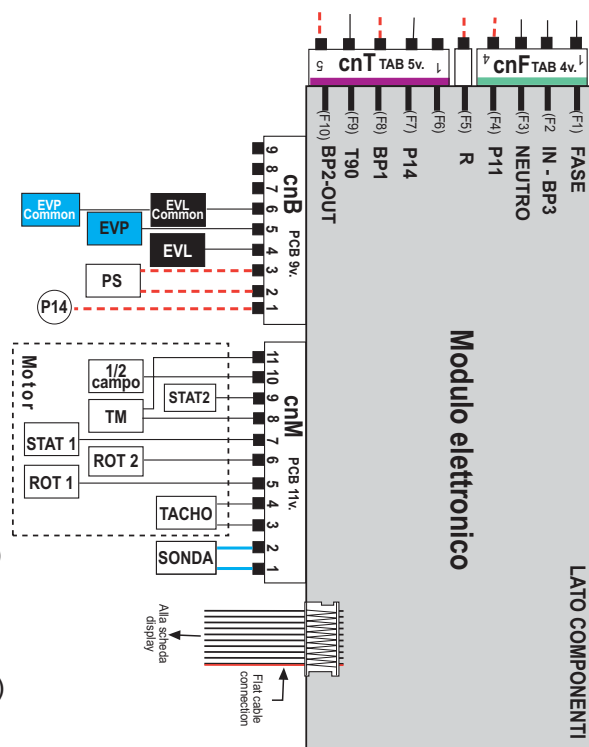 5 cnT TAB 5v. 1
4 cnF TAB 4v. 1
(F10) BP2-OUT
(F9) T90
(F8) BP1
(F7) P14
(F6)
(F5) R
(F4) P11
(F3) NEUTRO
(F2 IN - BP3
(F1) FASE
cnB PCB 9v.
9
8
7
6
5
4
3
2
1
EVP Common
EVL Common
EVP
EVL
PS
P14
Motor
cnM PCB 11v.
11
10
9
8
7
6
5
4
3
2
1
1/2 campo
STAT2
TM
STAT 1
ROT 2
ROT 1
TACHO
SONDA
Modulo elettronico
LATO COMPONENTI
Alla scheda
display
Flat cable
connection